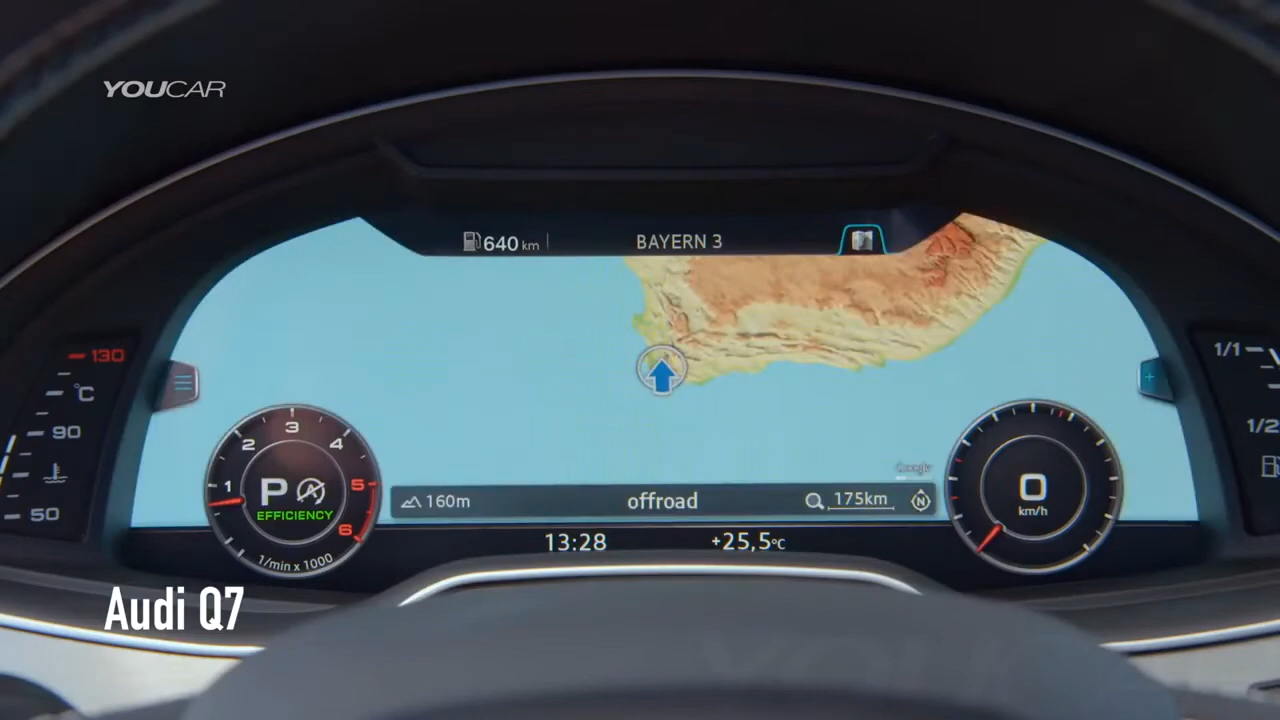 YOUCAR
640 km
BAYERN 3
130
°C
90
50
1/1
1/2
1
2
3
4
5
6
P
EFFICIENCY
1/min x 1000
Google
160m
offroad
175km
N
0
km/h
13:28
+25,5°C
Audi Q7